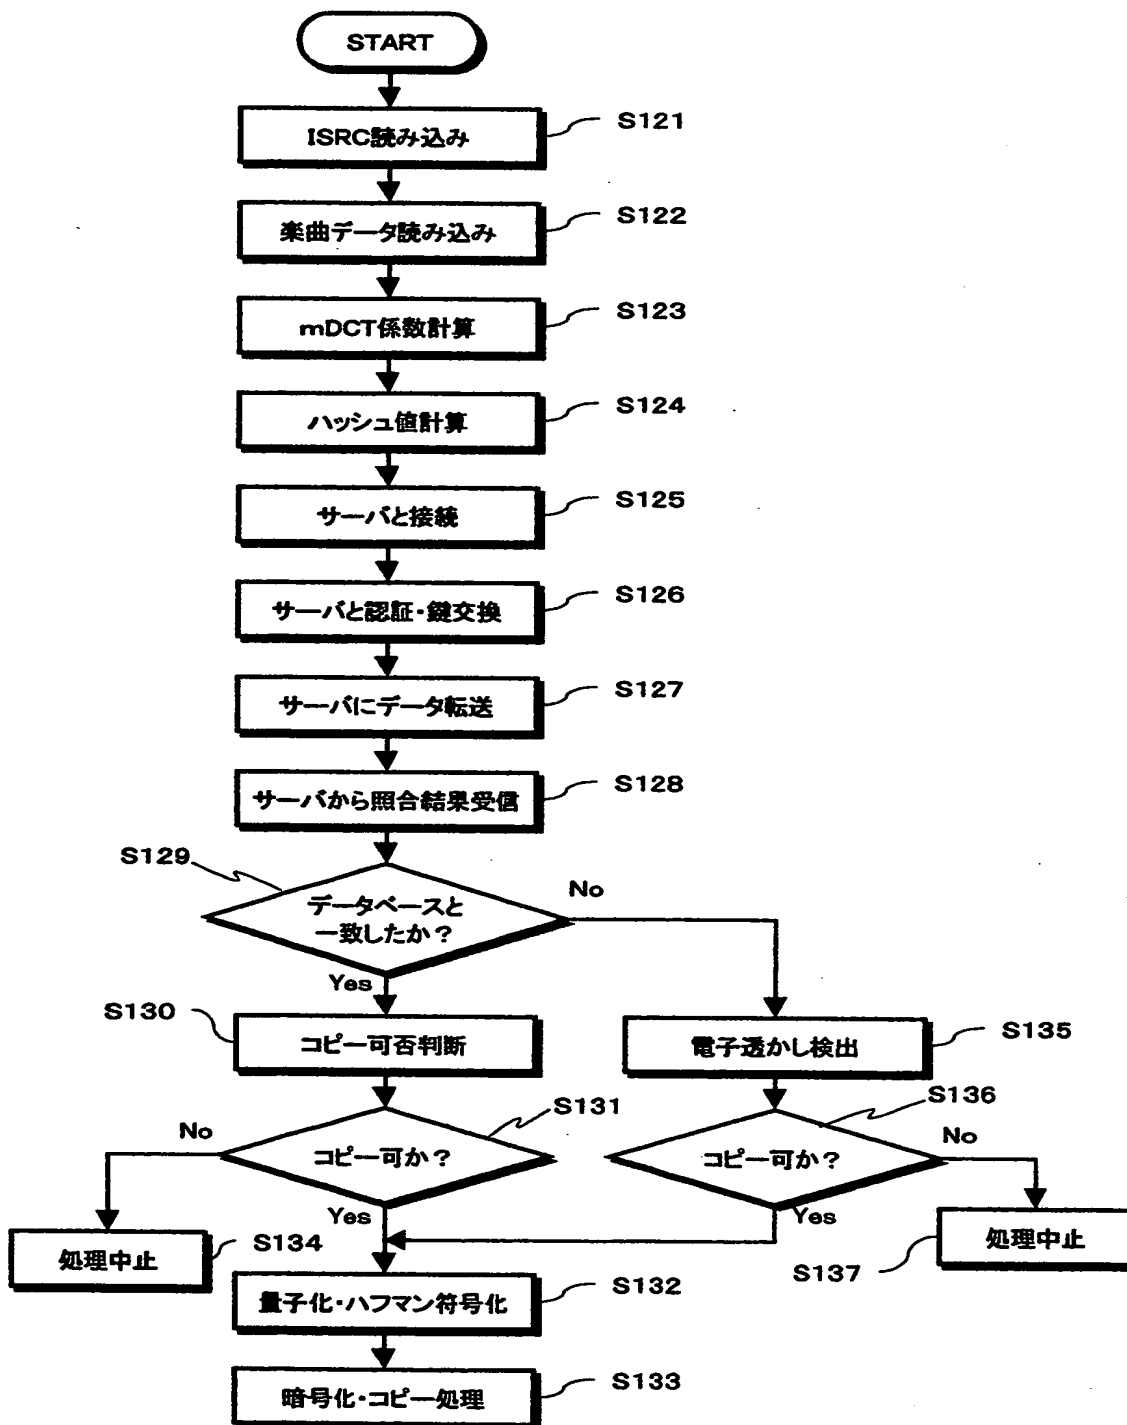 START
ISRC読み込み
S121
楽曲データ読み込み
S122
mDCT係数計算
S123
ハッシュ値計算
S124
サーバと接続
S125
サーバと認証・鍵交換
S126
サーバにデータ転送
S127
サーバから照合結果受信
S128
S129
データベースと
一致したか？
No
Yes
S130
コピー可否判断
電子透かし検出
S135
S131
S136
No
コピー可か？
コピー可か？
No
Yes
Yes
処理中止
S134
処理中止
S137
量子化・ハフマン符号化
S132
暗号化・コピー処理
S133